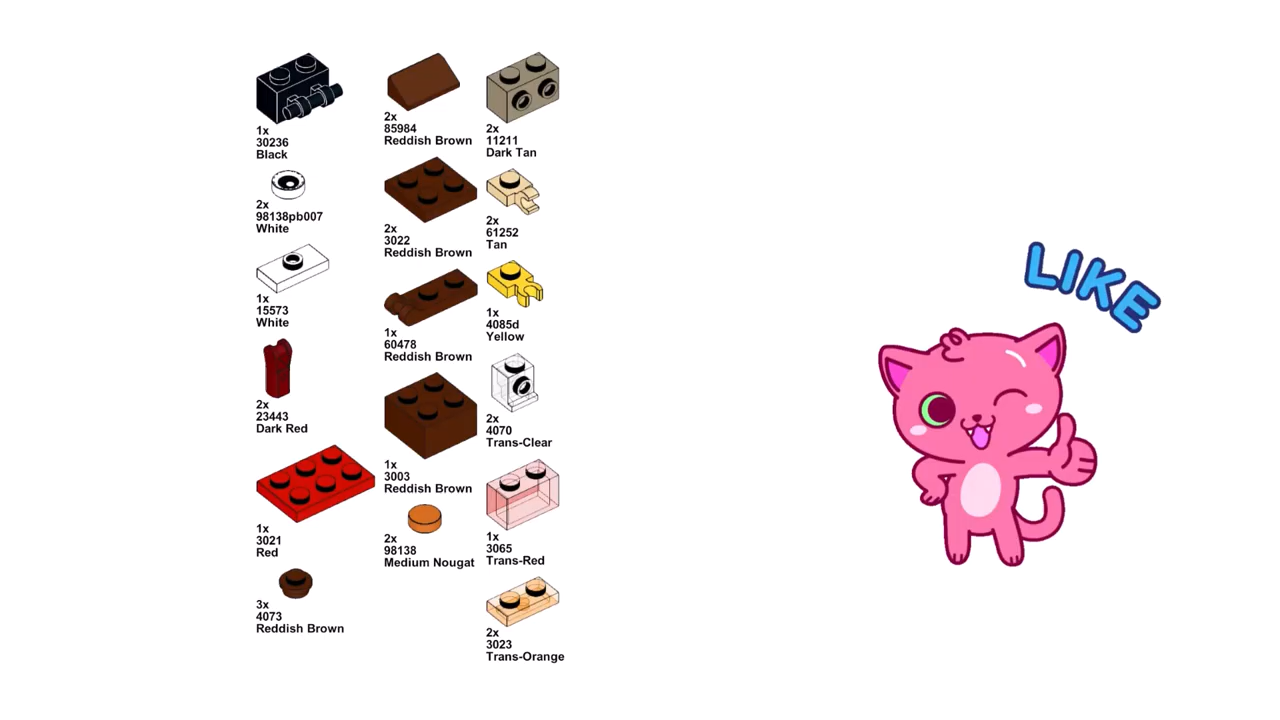 1x
30236
Black
2x
98138pb007
White
1x
15573
White
2x
23443
Dark Red
1x
3021
Red
3x
4073
Reddish Brown
2x
85984
Reddish Brown
2x
3022
Reddish Brown
1x
60478
Reddish Brown
1x
3003
Reddish Brown
2x
98138
Medium Nougat
2x
11211
Dark Tan
2x
61252
Tan
1x
4085d
Yellow
2x
4070
Trans-Clear
1x
3065
Trans-Red
2x
3023
Trans-Orange
LIKE